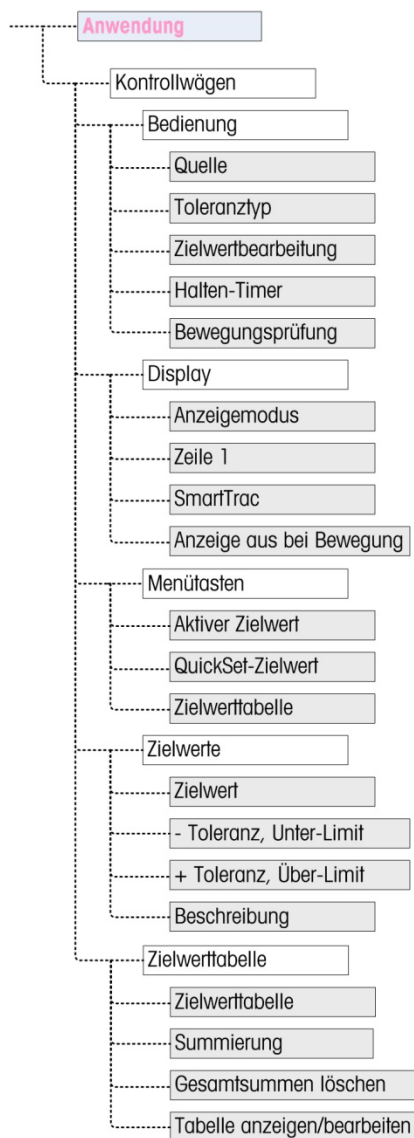 Anwendung
Kontrollwägen
Bedienung
Quelle
Toleranztyp
Zielwertbearbeitung
Halten-Timer
Bewegungsprüfung
Display
Anzeigemodus
Zeile 1
SmartTrac
Anzeige aus bei Bewegung
Menütasten
Aktiver Zielwert
QuickSet-Zielwert
Zielwerttabelle
Zielwerte
Zielwert
- Toleranz, Unter-Limit
+ Toleranz, Über-Limit
Beschreibung
Zielwerttabelle
Zielwerttabelle
Summierung
Gesamtsummen löschen
Tabelle anzeigen/bearbeiten